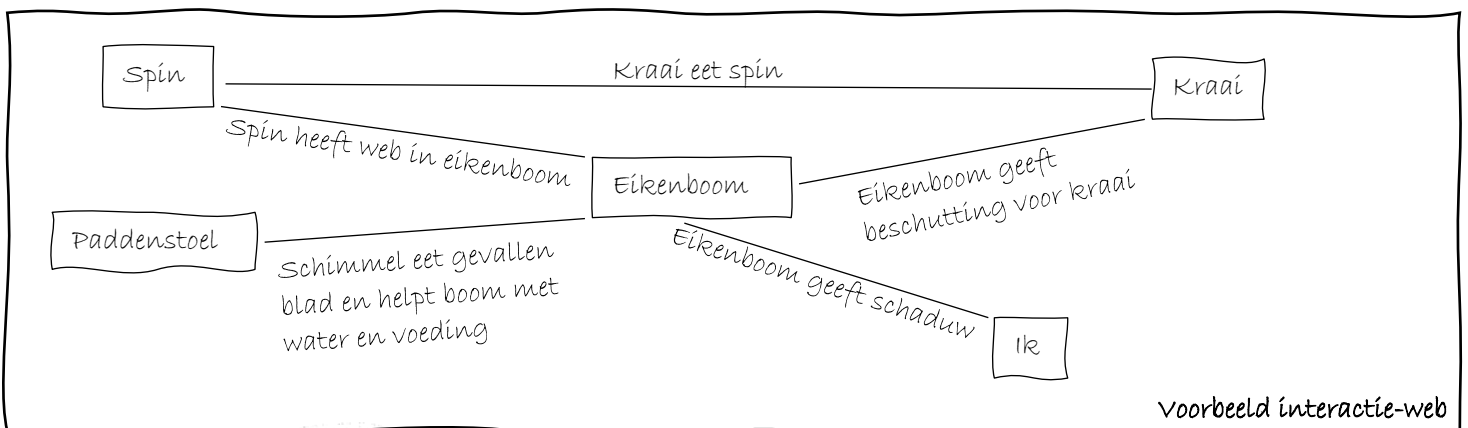 Spin
Kraai eet spin
Kraai
Spin heeft web in eikenboom
Eikenboom
Eikenboom geeft
beschutting voor kraai
Paddenstoel
Schimmel eet gevallen
blad en helpt boom met
water en voeding
Eikenboom geeft schaduw
Ik
Voorbeeld interactie-web